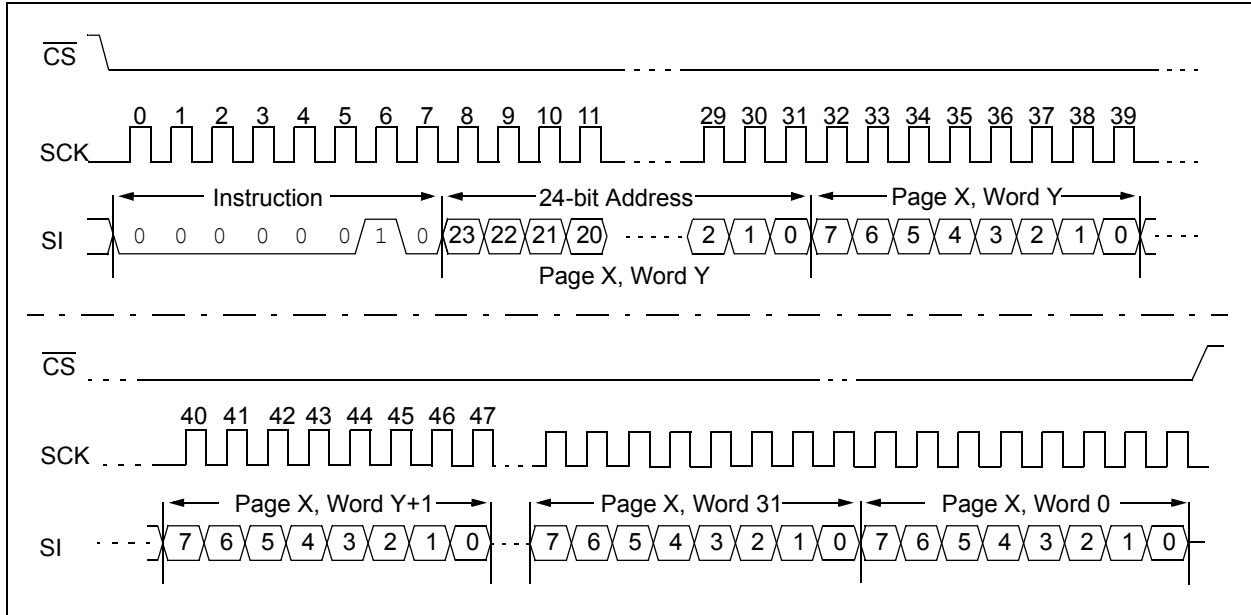 CS
0 1 2 3 4 5 6 7 8 9 10 11 29 30 31 32 33 34 35 36 37 38 39
SCK
Instruction 24-bit Address Page X, Word Y
SI 0 0 0 0 0 0 1 0 23 22 21 20 2 1 0 7 6 5 4 3 2 1 0
Page X, Word Y
CS
40 41 42 43 44 45 46 47
SCK
Page X, Word Y+1 Page X, Word 31 Page X, Word 0
SI 7 6 5 4 3 2 1 0 7 6 5 4 3 2 1 0 7 6 5 4 3 2 1 0